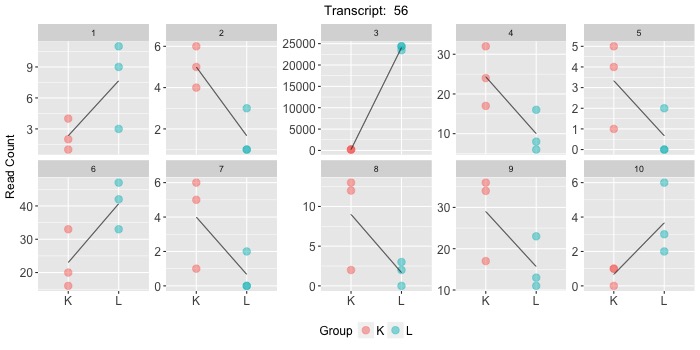 Transcript: 56
1 2 3 4 5
9 6 3
6 4 2
25000 20000 15000 10000 5000 0
30 20 10
5 4 3 2 1 0
Read Count
6 7 8 9 10
40 30 20
6 4 2 0
10 5 0
30 20 10
6 4 2 0
K L K L K L K L K L
Group K L